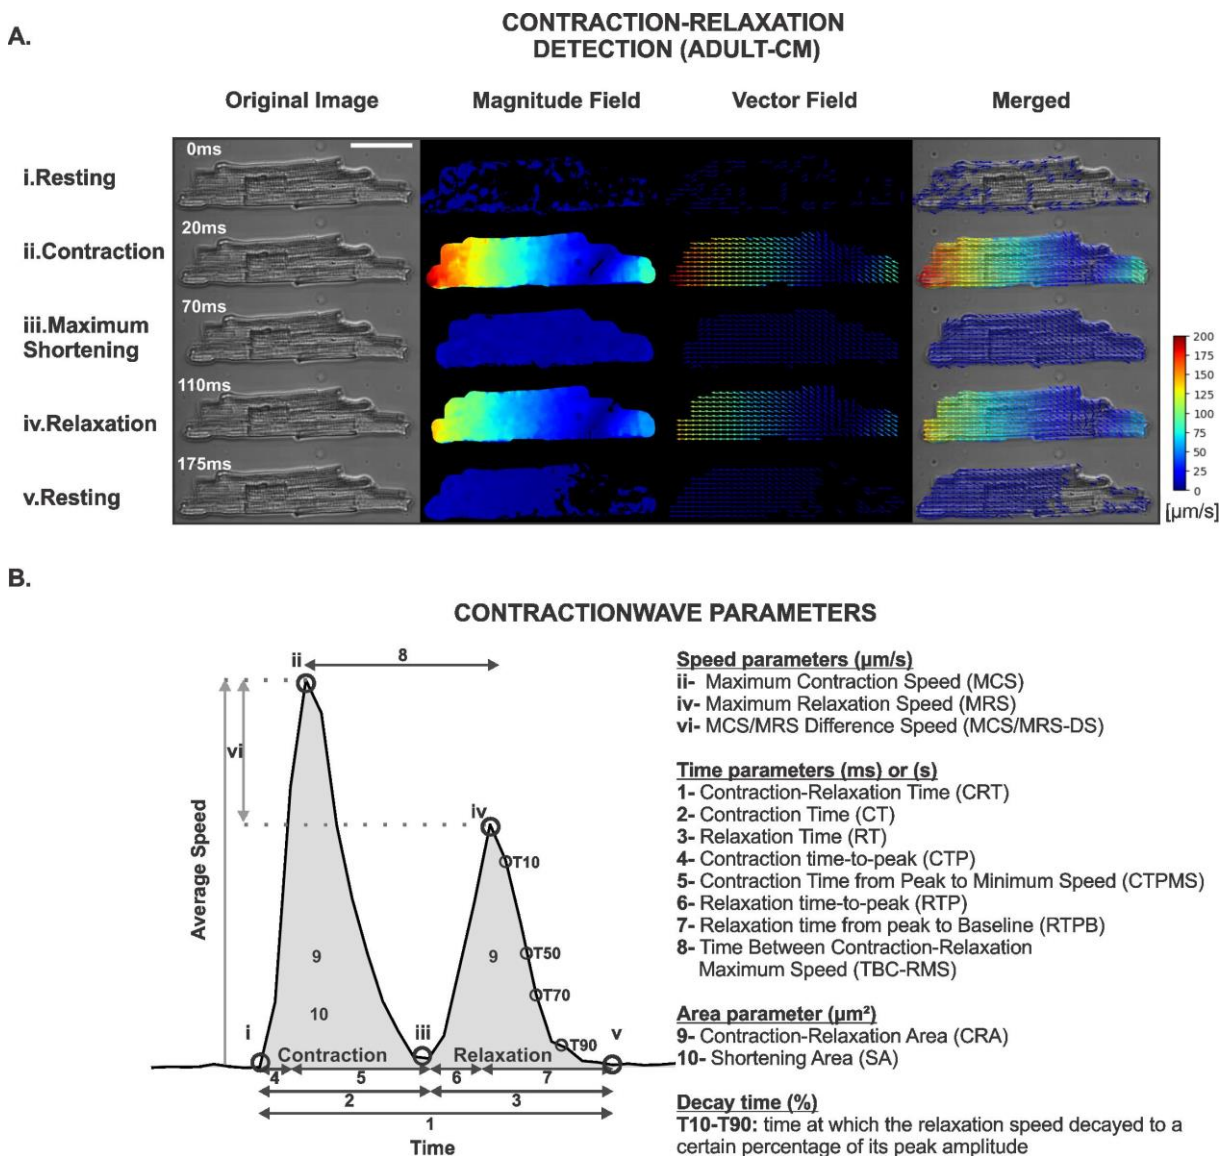 A.
CONTRACTION-RELAXATION
DETECTION (ADULT-CM)
Original Image
Magnitude Field
Vector Field
Merged
i.Resting
0ms
ii.Contraction
20ms
iii.Maximum
Shortening
70ms
iv.Relaxation
110ms
v.Resting
175ms
200
175
150
125
100
75
50
25
0
[µm/s]
B.
CONTRACTIONWAVE PARAMETERS
ii
8
vi
iv
T10
Average Speed
9
9
T50
10
T70
i
iii
T90
v
Contraction
Relaxation
4
5
6
7
2
3
1
Time
Speed parameters (µm/s)
ii- Maximum Contraction Speed (MCS)
iv- Maximum Relaxation Speed (MRS)
vi- MCS/MRS Difference Speed (MCS/MRS-DS)
Time parameters (ms) or (s)
1- Contraction-Relaxation Time (CRT)
2- Contraction Time (CT)
3- Relaxation Time (RT)
4- Contraction time-to-peak (CTP)
5- Contraction Time from Peak to Minimum Speed (CTPMS)
6- Relaxation time-to-peak (RTP)
7- Relaxation time from peak to Baseline (RTPB)
8- Time Between Contraction-Relaxation
Maximum Speed (TBC-RMS)
Area parameter (µm²)
9- Contraction-Relaxation Area (CRA)
10- Shortening Area (SA)
Decay time (%)
T10-T90: time at which the relaxation speed decayed to a
certain percentage of its peak amplitude